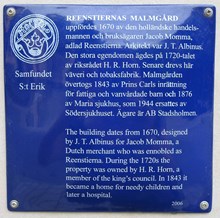 REENSTIERNAS MALMGÅRD
uppfördes 1670 av den holländske handels-
mannen och bruksägaren Jacob Momma,
adlad Reenstierna. Arkitekt var J. T. Albinus.
Den stora egendomen ägdes på 1720-talet
av riksrådet H. R. Horn. Senare drevs här
väveri och tobaksfabrik. Malmgården
övertogs 1843 av Prins Carls inrättning
för fattiga och vanvårdade barn och 1876
av Maria sjukhus, som 1944 ersattes av
Södersjukhuset. Ägare är AB Stadsholmen
Samfundet
S:t Erik
The building dates from 1670, designed
by J. T. Albinus for Jacob Momma, a
Dutch merchant who was ennobled as
Reenstierna. During the 1720s the
property was owned by H. R. Horn, a
member of the king's council. In 1843 it
became a home for needy children and
later a hospital.
2006